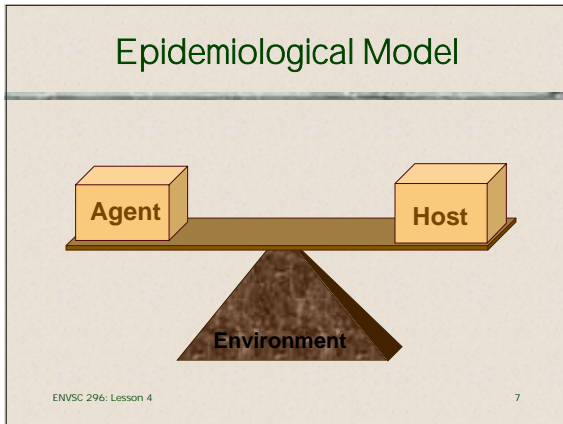 Epidemiological Model
Agent
Host
Environment
ENVSC 296: Lesson 4
7